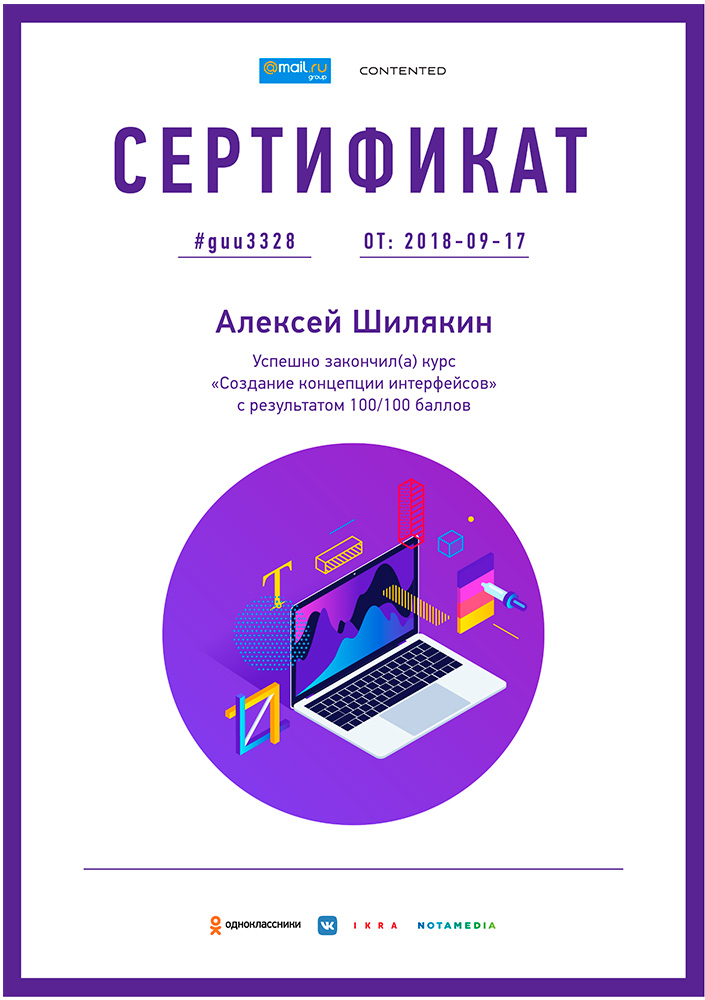 @mail.ru
group
CONTENTED
СЕРТИФИКАТ
#guu3328
ОТ: 2018-09-17
Алексей Шилякин
Успешно закончил(а) курс
«Создание концепции интерфейсов»
с результатом 100/100 баллов
T
одноклассники
IKRA
NOTAMEDIA